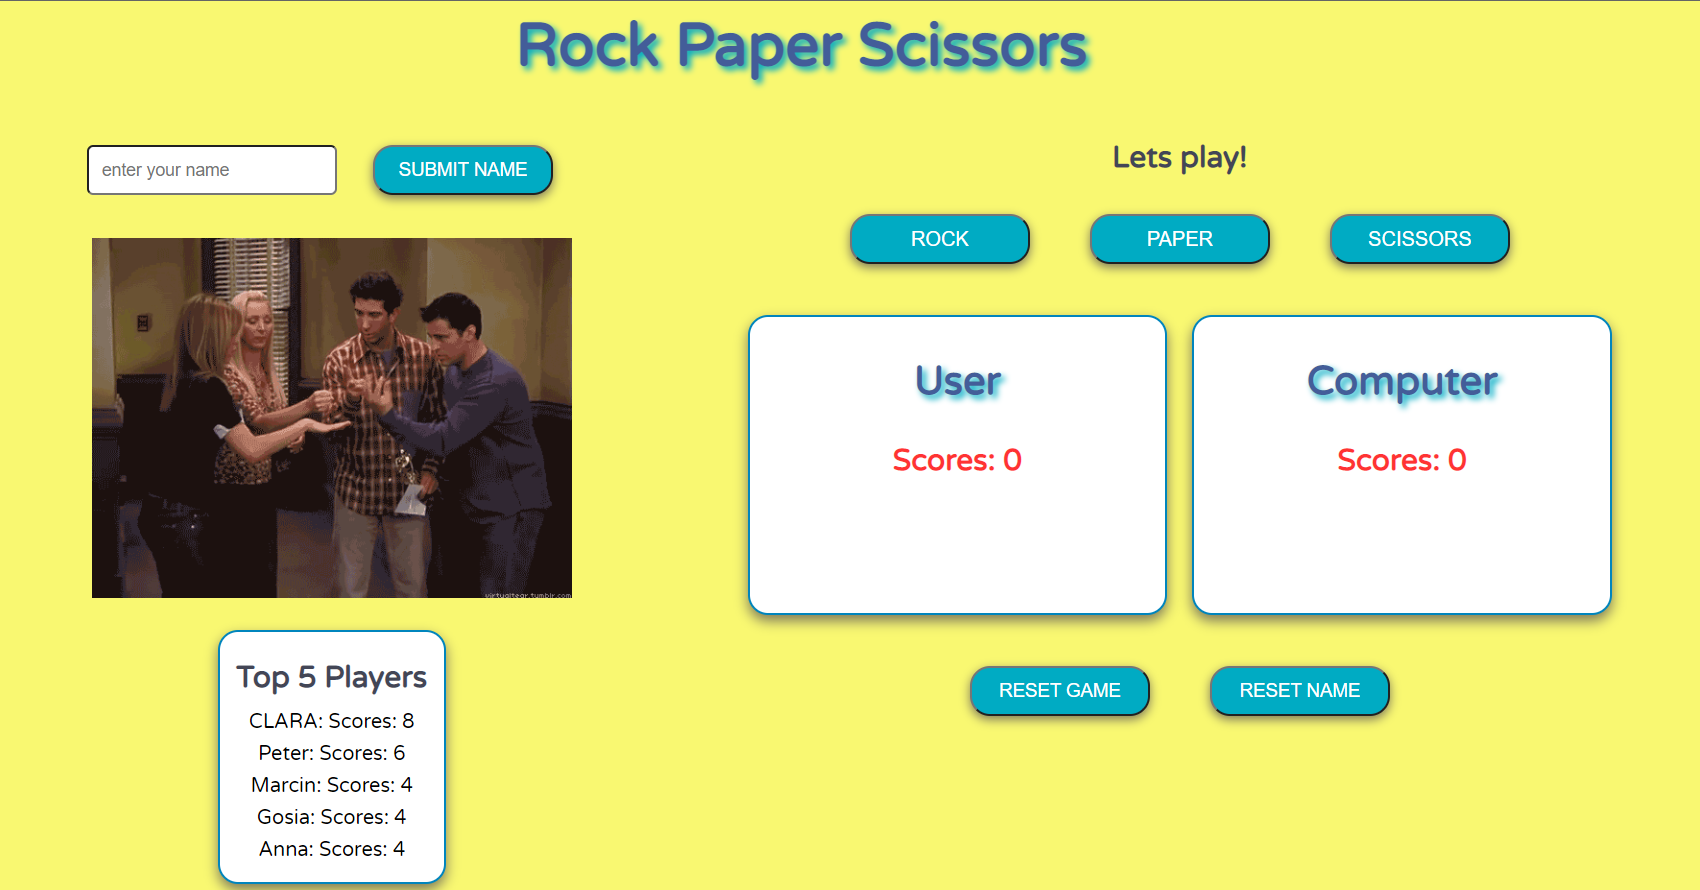 Rock Paper Scissors
enter your name
SUBMIT NAME
virtualtear.tumblr.com
Top 5 Players
CLARA: Scores: 8
Peter: Scores: 6
Marcin: Scores: 4
Gosia: Scores: 4
Anna: Scores: 4
Lets play!
ROCK
PAPER
SCISSORS
User
Scores: 0
Computer
Scores: 0
RESET GAME
RESET NAME